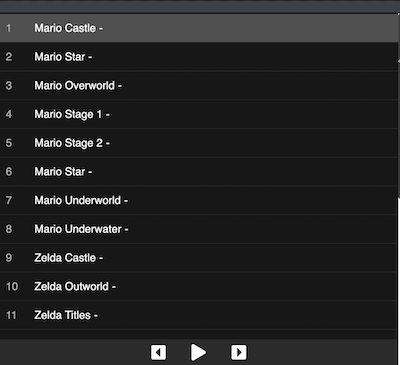 1 Mario Castle -
2 Mario Star -
3 Mario Overworld -
4 Mario Stage 1 -
5 Mario Stage 2 -
6 Mario Star -
7 Mario Underworld -
8 Mario Underwater -
9 Zelda Castle -
10 Zelda Outworld -
11 Zelda Titles -